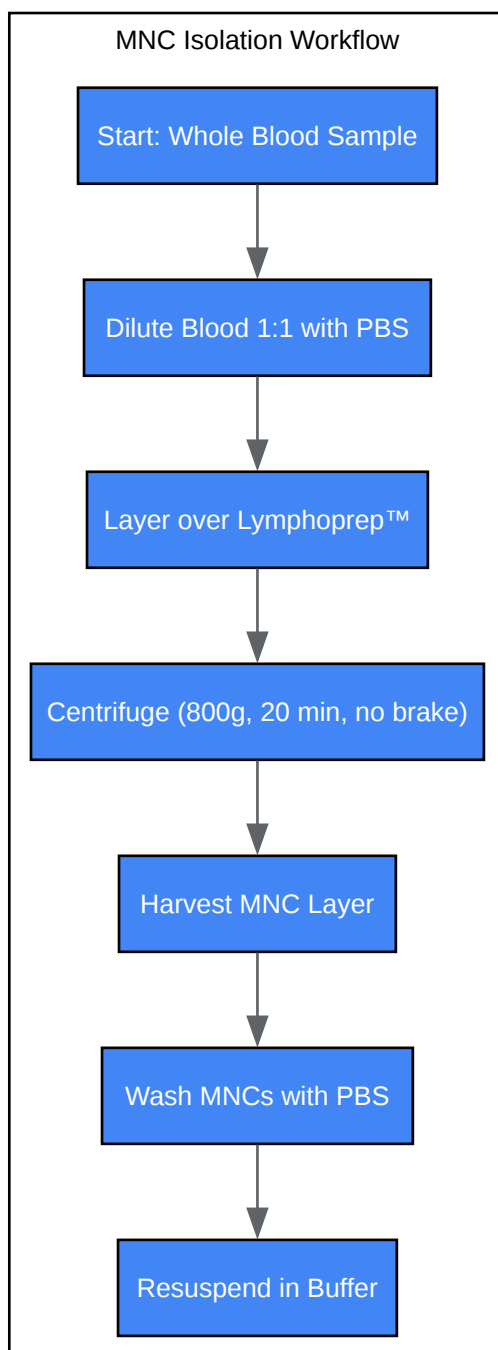 MNC Isolation Workflow
Start: Whole Blood Sample
Dilute Blood 1:1 with PBS
Layer over Lymphoprep™
Centrifuge (800g, 20 min, no brake)
Harvest MNC Layer
Wash MNCs with PBS
Resuspend in Buffer